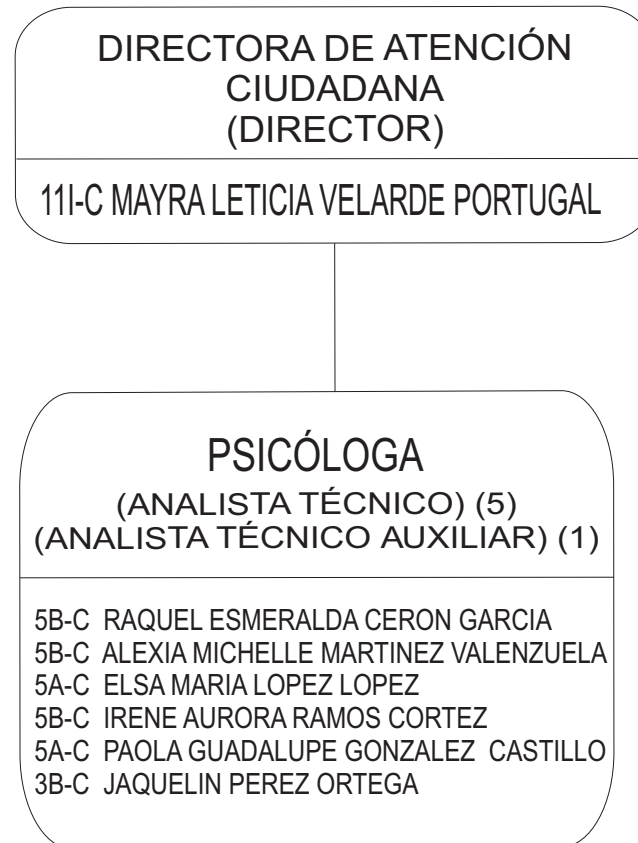 DIRECTORA DE ATENCIÓN
CIUDADANA
(DIRECTOR)
11I-C MAYRA LETICIA VELARDE PORTUGAL
PSICÓLOGA
(ANALISTA TÉCNICO) (5)
(ANALISTA TÉCNICO AUXILIAR) (1)
5B-C RAQUEL ESMERALDA CERON GARCIA
5B-C ALEXIA MICHELLE MARTINEZ VALENZUELA
5A-C ELSA MARIA LOPEZ LOPEZ
5B-C IRENE AURORA RAMOS CORTEZ
5A-C PAOLA GUADALUPE GONZALEZ CASTILLO
3B-C JAQUELIN PEREZ ORTEGA